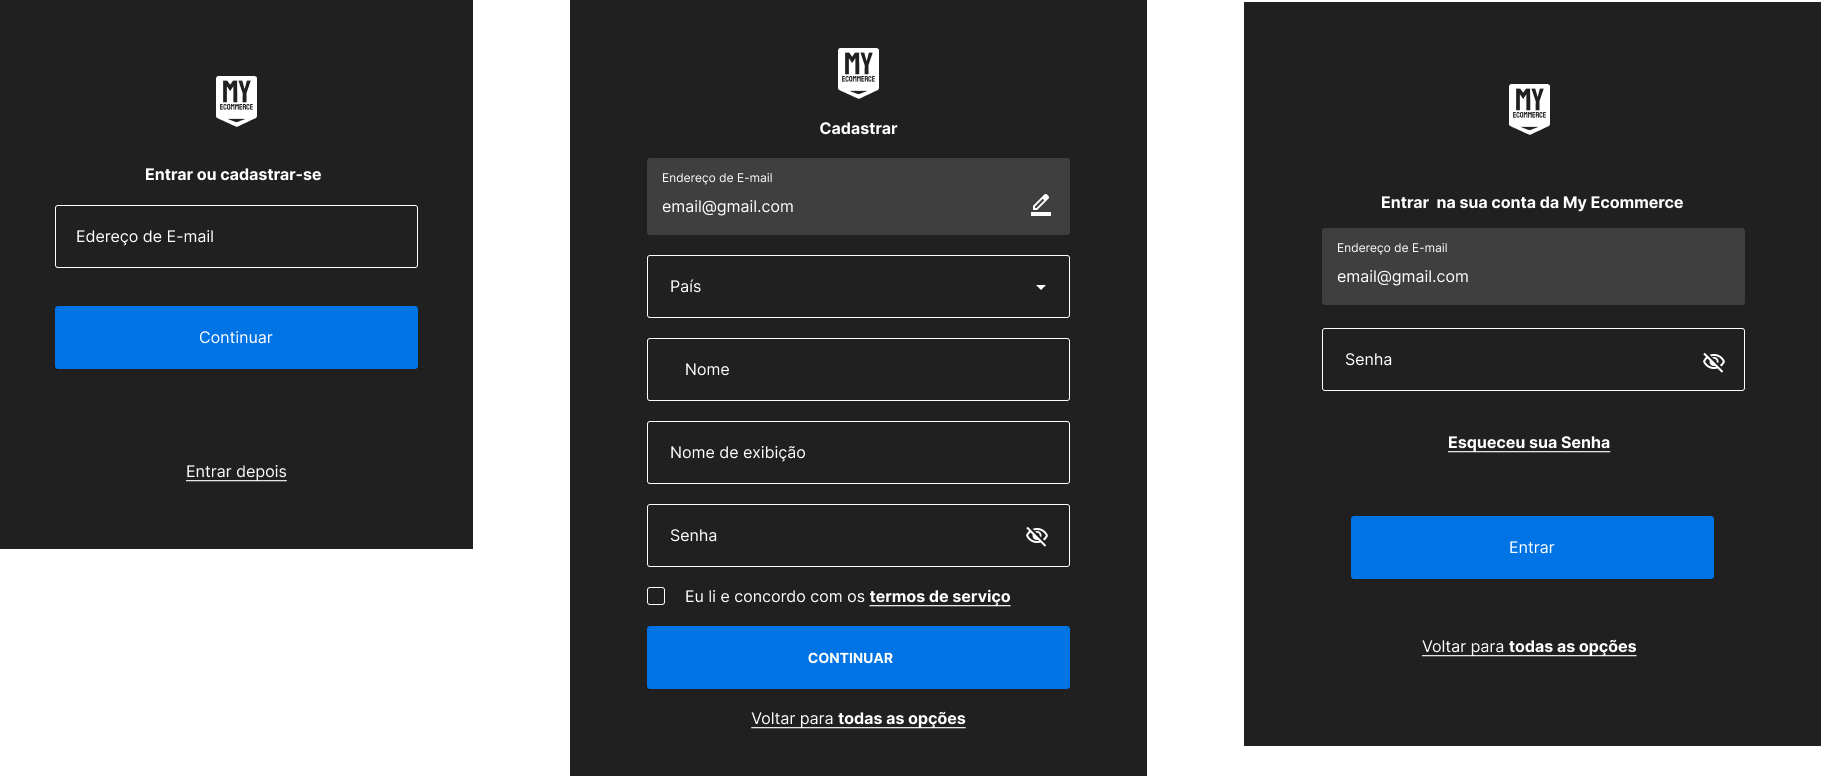 MY
ECOMMERCE
Entrar ou cadastrar-se
Edereço de E-mail
Continuar
Entrar depois
MY
ECOMMERCE
Cadastrar
Endereço de E-mail
email@gmail.com
País
Nome
Nome de exibição
Senha
Eu li e concordo com os termos de serviço
CONTINUAR
Voltar para todas as opções
MY
ECOMMERCE
Entrar na sua conta da My Ecommerce
Endereço de E-mail
email@gmail.com
Senha
Esqueceu sua Senha
Entrar
Voltar para todas as opções